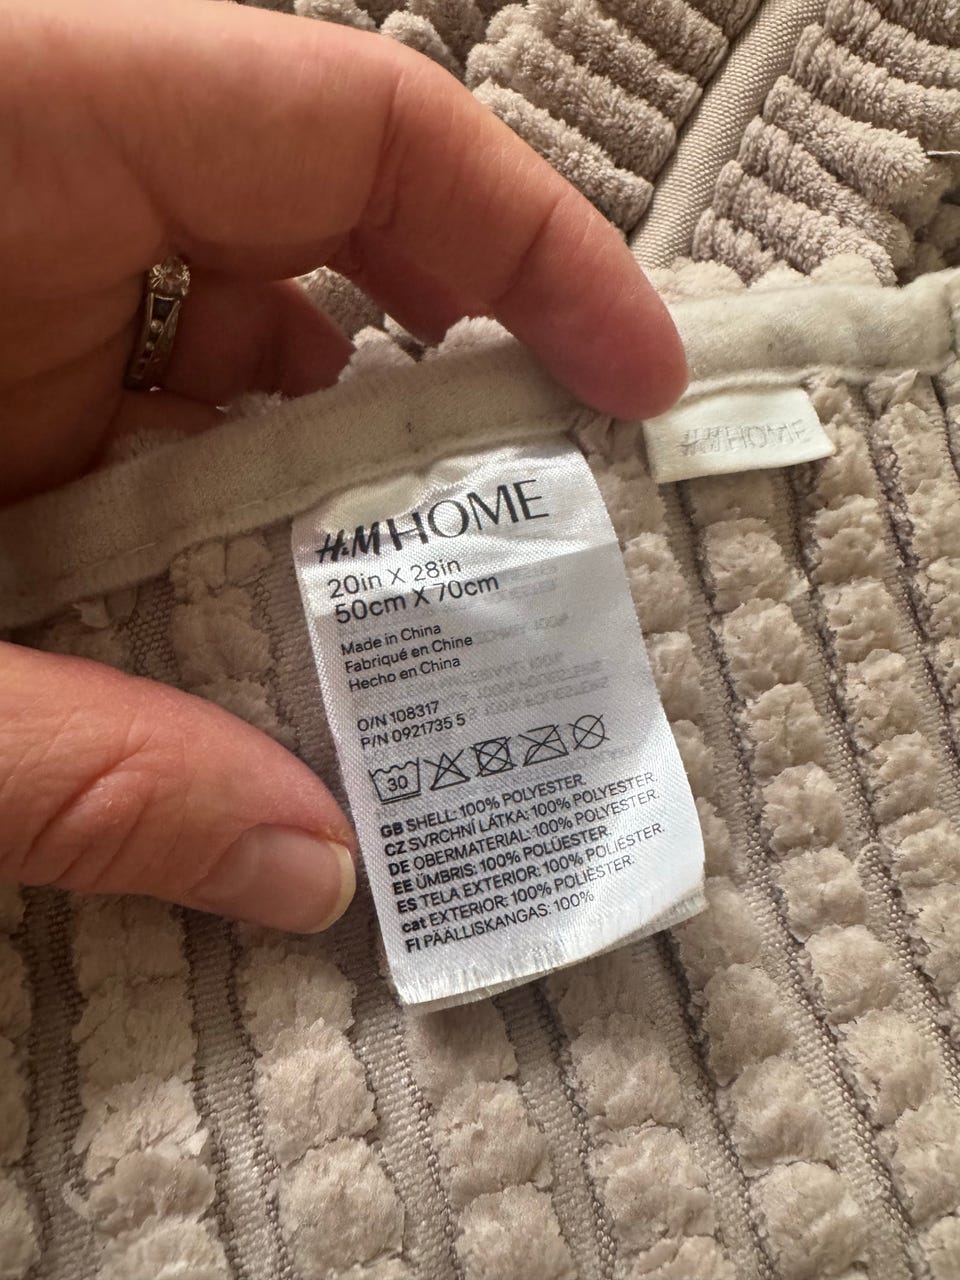 H&M HOME
H&M HOME
20in X 28in
50cm X 70cm
Made in China
Fabriqué en Chine
Hecho en China
O/N 108317
P/N 0921735 5
30
GB SHELL: 100% POLYESTER.
CZ SVRCHNÍ LÁTKA: 100% POLYESTER.
DE OBERMATERIAL: 100% POLYESTER.
EE ÜMBRIS: 100% POLÜESTER.
ES TELA EXTERIOR: 100% POLIÉSTER.
cat EXTERIOR: 100% POLIÈSTER.
FI PÄÄLLISKANGAS: 100%